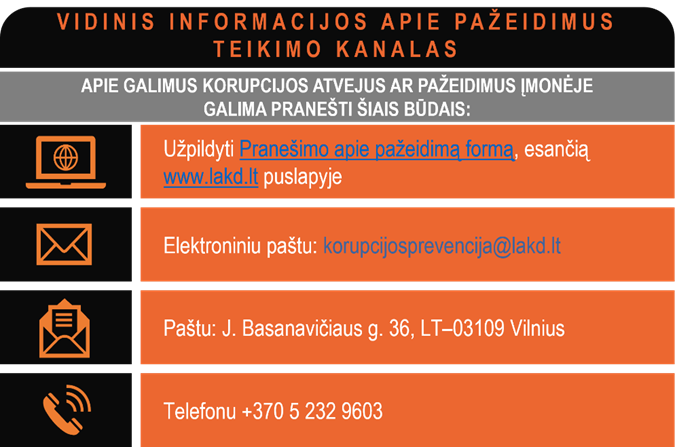 VIDINIS INFORMACIJOS APIE PAŽEIDIMUS
TEIKIMO KANALAS
APIE GALIMUS KORUPCIJOS ATVEJUS AR PAŽEIDIMUS ĮMONĖJE
GALIMA PRANEŠTI ŠIAIS BŪDAIS:
Užpildyti Pranešimo apie pažeidimą formą, esančią
www.lakd.lt puslapyje
Elektroniniu paštu: korupcijosprevencija@lakd.lt
Paštu: J. Basanavičiaus g. 36, LT–03109 Vilnius
Telefonu +370 5 232 9603